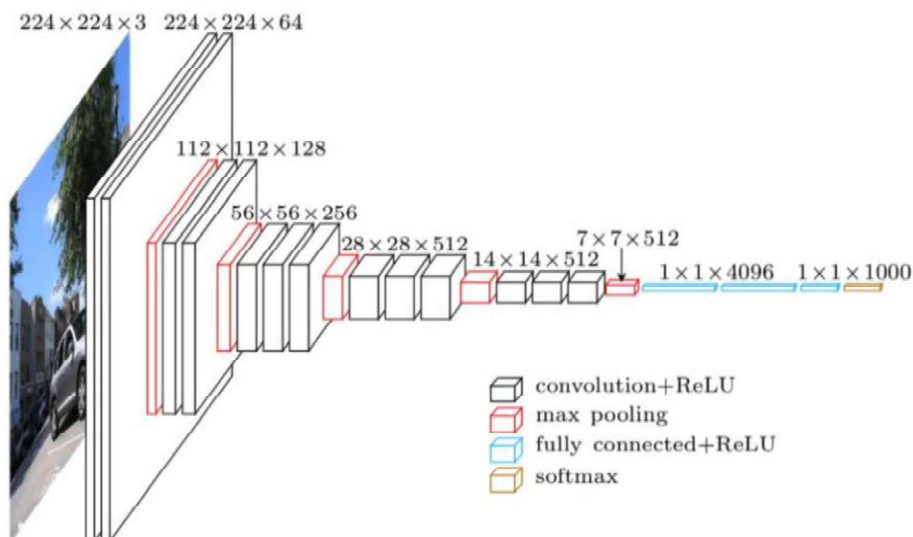 224×224×3
224×224×64
112×112×128
56×56×256
28×28×512
14×14×512
7×7×512
1×1×4096
1×1×1000
convolution+ReLU
max pooling
fully connected+ReLU
softmax